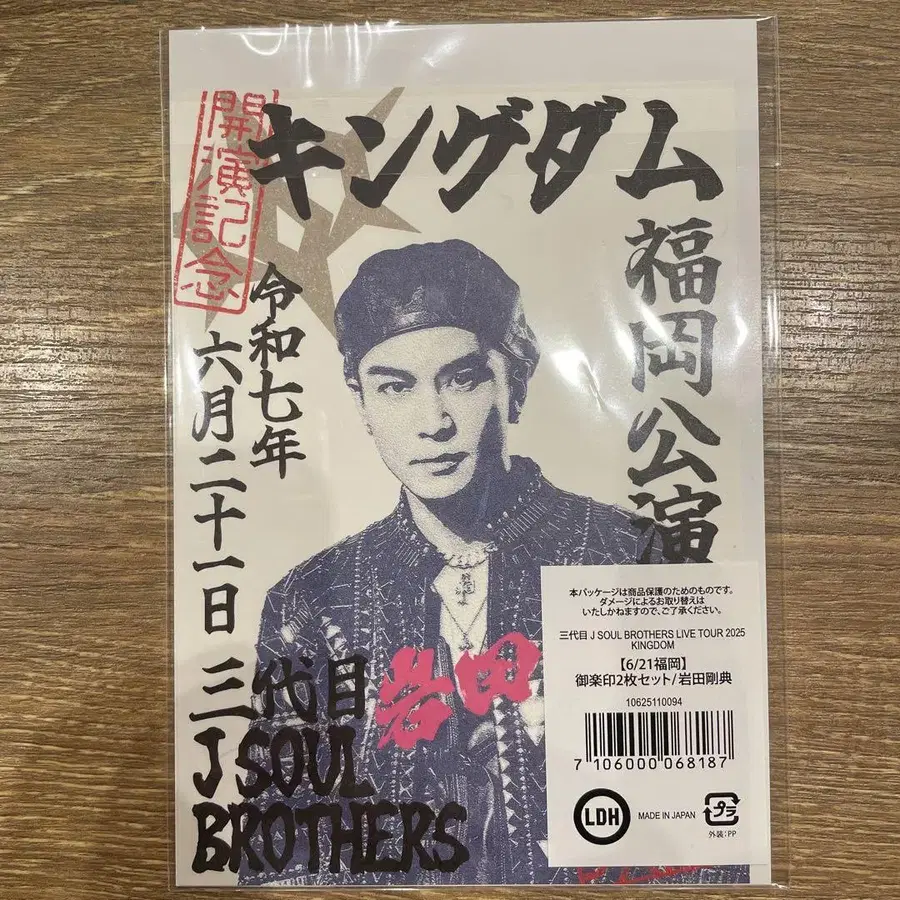 開演記念
キングダム
福岡公演
令和七年
六月二十一日
三代目
J SOUL
BROTHERS
岩田
本パッケージは商品保護のためのものです。
ダメージによるお取り替えは
いたしかねますので、ご了承ください。
三代目 J SOUL BROTHERS LIVE TOUR 2025
KINGDOM
【6/21福岡】
御楽印2枚セット/岩田剛典
10625110094
7 106000 068187
LDH
MADE IN JAPAN
プラ
外装:PP